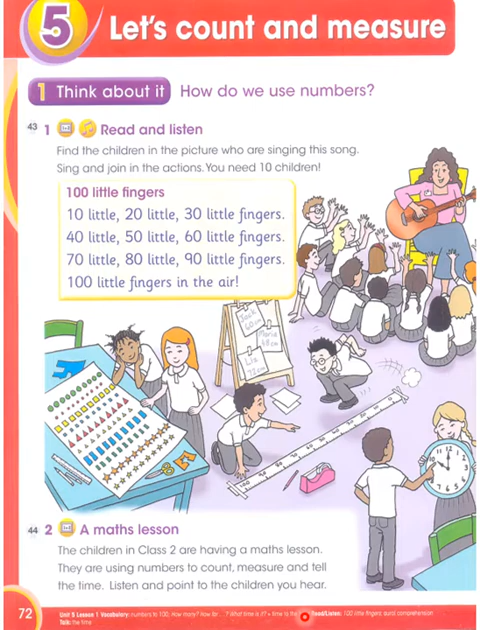 5 Let's count and measure
1 Think about it How do we use numbers?
43 1 Read and listen
Find the children in the picture who are singing this song.
Sing and join in the actions. You need 10 children!
100 little fingers
10 little, 20 little, 30 little fingers.
40 little, 50 little, 60 little fingers.
70 little, 80 little, 90 little fingers.
100 little fingers in the air!
44 2 A maths lesson
The children in Class 2 are having a maths lesson.
They are using numbers to count, measure and tell
the time. Listen and point to the children you hear.
72 Unit 5 Lesson 1 Vocabulary: numbers to 100; How many? How far . . . ? What time is it? Read/Listen: 100 little fingers aural comprehension
Talk: the time